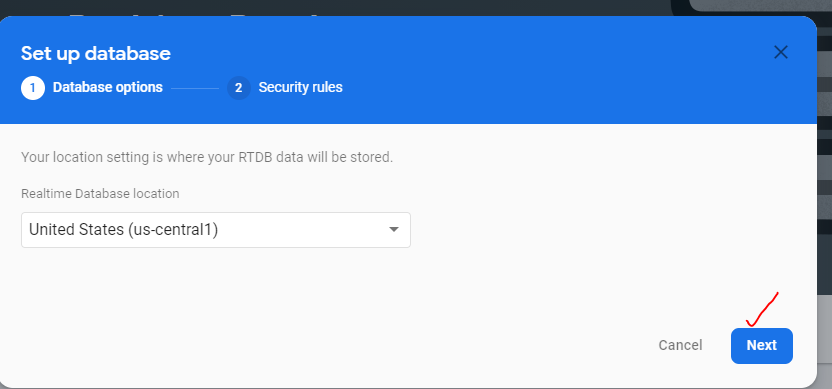 Set up database
1 Database options 2 Security rules
Your location setting is where your RTDB data will be stored.
Realtime Database location
United States (us-central1)
Cancel Next